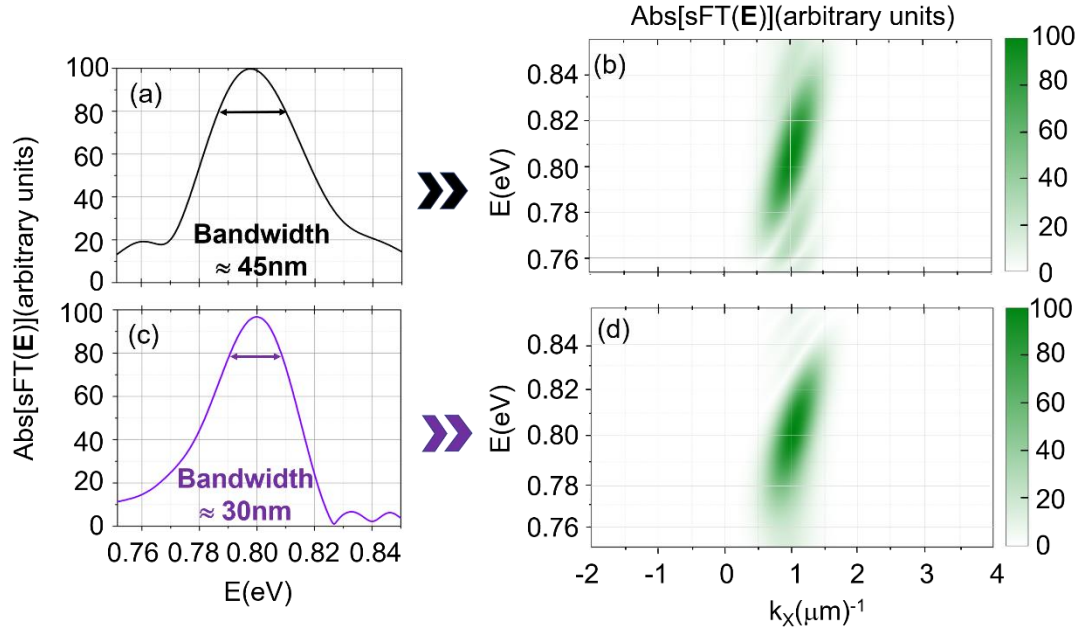 Abs[sFT(E)](arbitrary units)
Abs[sFT(E)](arbitrary units)
(a)
100
80
60
40
20
0
Bandwidth
≈ 45nm
(b)
E(eV)
0.84
0.82
0.80
0.78
0.76
100
80
60
40
20
0
(c)
100
80
60
40
20
0
Bandwidth
≈ 30nm
0.76 0.78 0.80 0.82 0.84
E(eV)
(d)
E(eV)
0.84
0.82
0.80
0.78
0.76
100
80
60
40
20
0
-2 -1 0 1 2 3 4
kX(μm)-1